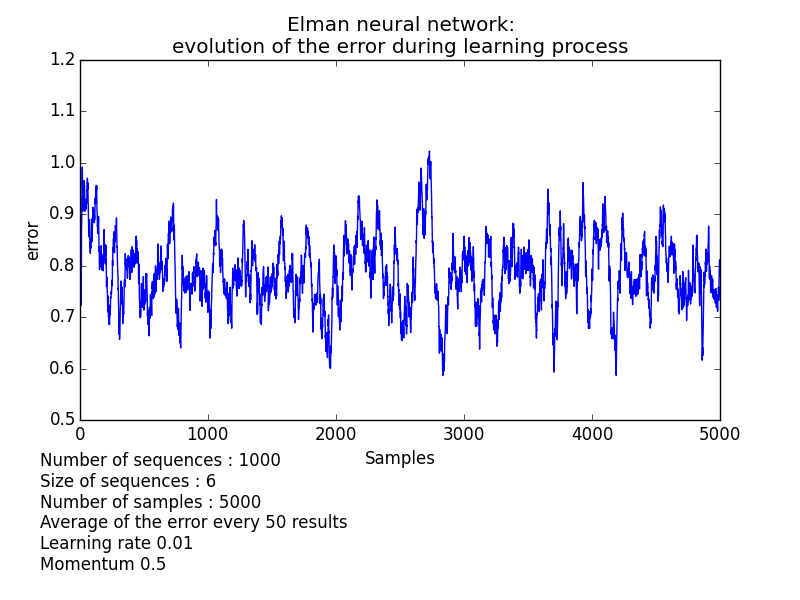 Elman neural network:
evolution of the error during learning process
1.2
1.1
1.0
0.9
0.8
0.7
0.6
0.5
error
0 1000 2000 3000 4000 5000
Samples
Number of sequences : 1000
Size of sequences : 6
Number of samples : 5000
Average of the error every 50 results
Learning rate 0.01
Momentum 0.5